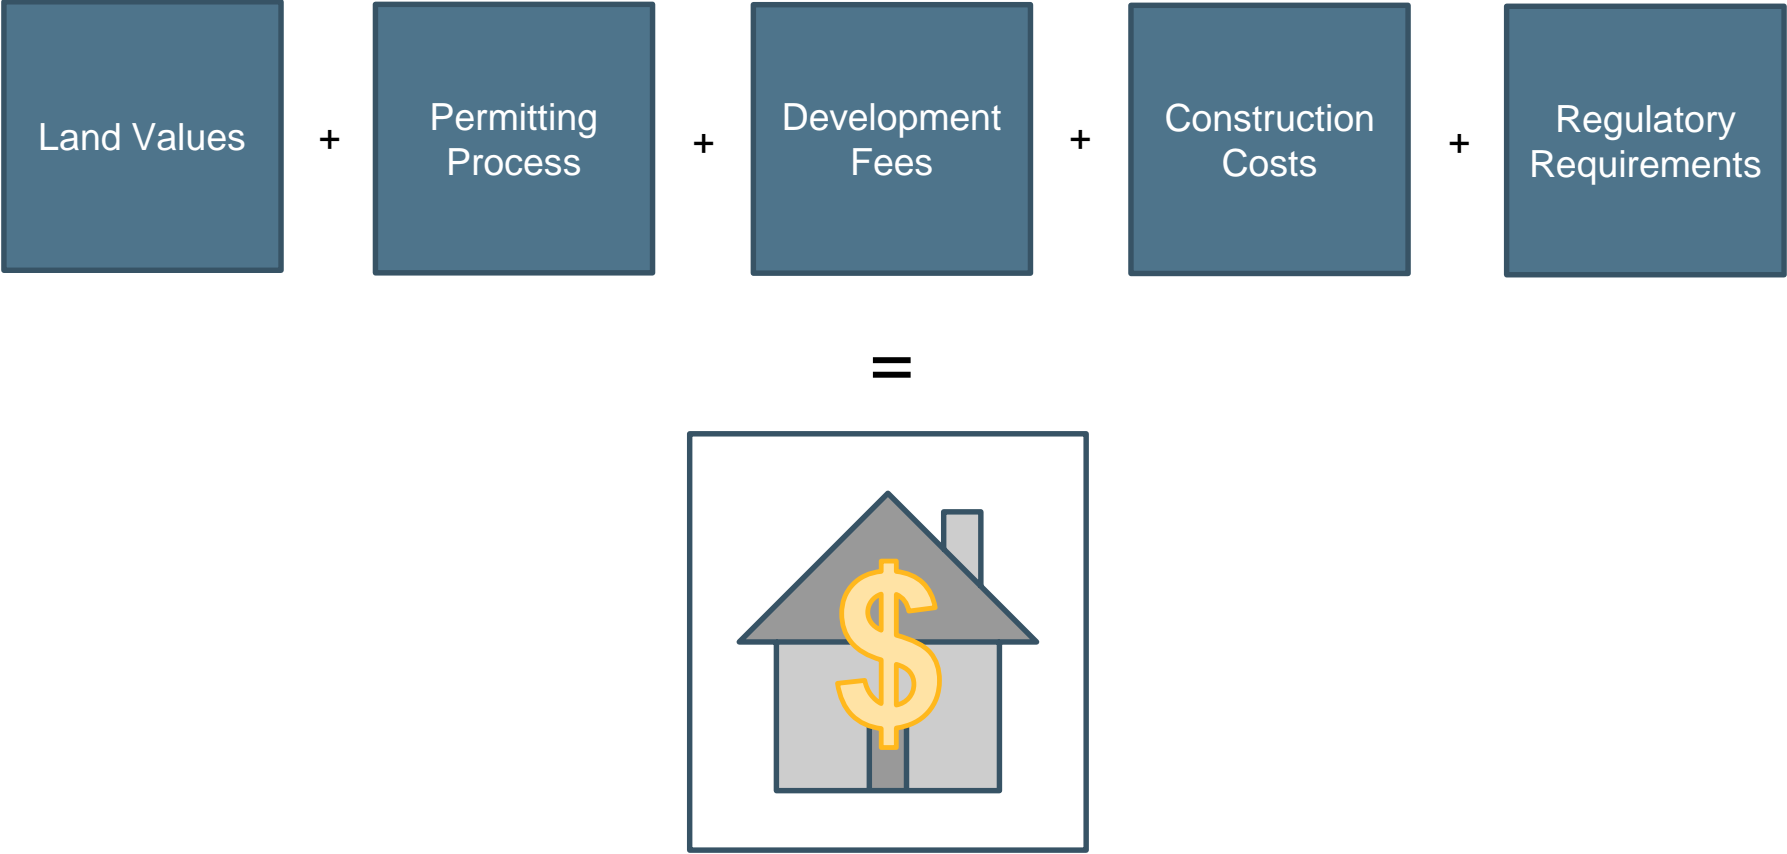 Land Values
+
Permitting
Process
+
Development
Fees
+
Construction
Costs
+
Regulatory
Requirements
=
$